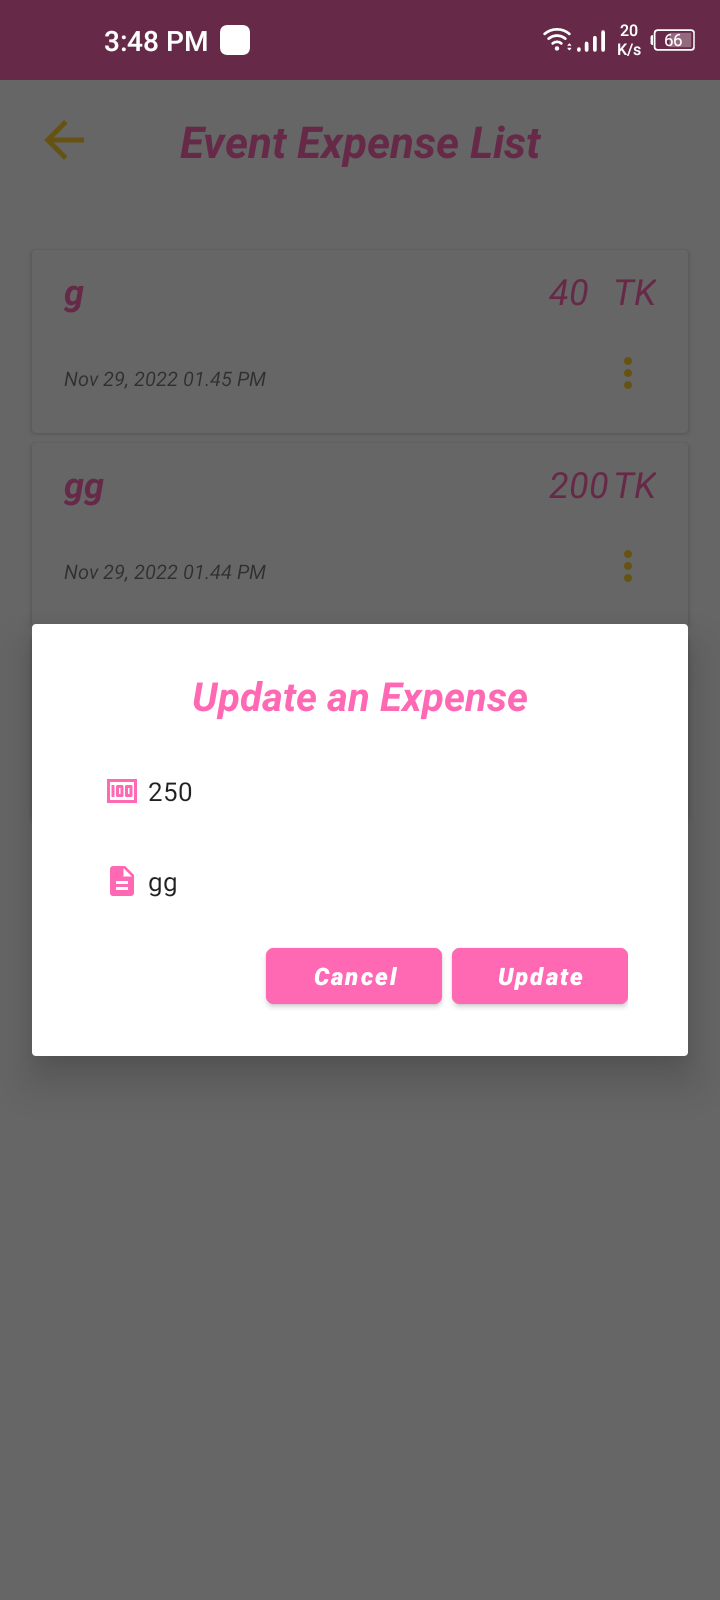 3:48 PM 20 K/s 66
Event Expense List
g 40 TK
Nov 29, 2022 01.45 PM
gg 200 TK
Nov 29, 2022 01.44 PM
Update an Expense
100 250
gg
Cancel Update